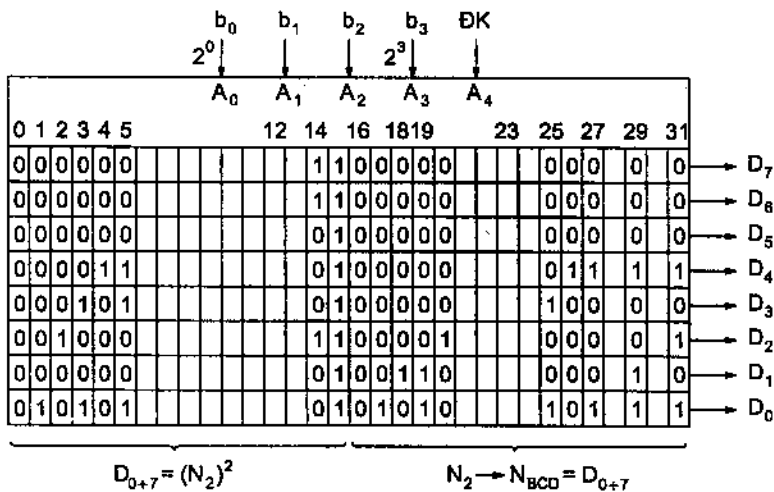 b₀ b₁ b₂ b₃ ĐK
2⁰ 2³
A₀ A₁ A₂ A₃ A₄
0 1 2 3 4 5 12 14 16 18 19 23 25 27 29 31
0 0 0 0 0 0 1 1 0 0 0 0 0 0 0 0 0 0 D₇
0 0 0 0 0 0 1 1 0 0 0 0 0 0 0 0 0 0 D₆
0 0 0 0 0 0 0 1 0 0 0 0 0 0 0 0 0 0 D₅
0 0 0 0 1 1 0 1 0 0 0 0 0 0 1 1 1 1 D₄
0 0 0 1 0 1 0 1 0 0 0 0 0 1 0 0 0 0 D₃
0 0 1 0 0 0 1 1 0 0 0 0 1 0 0 0 0 1 D₂
0 0 0 0 0 0 0 1 0 0 1 1 0 0 0 0 1 0 D₁
0 1 0 1 0 1 0 1 0 1 0 1 0 1 0 1 1 1 D₀
D₀÷₇ = (N₂)² N₂ → N_BCD = D₀÷₇